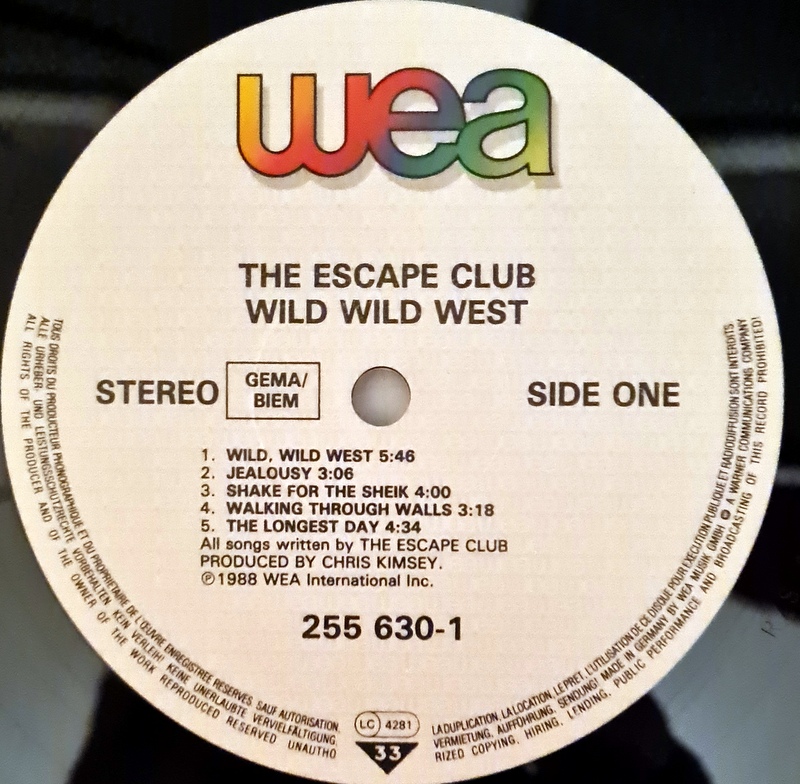 wea
THE ESCAPE CLUB
WILD WILD WEST
STEREO
GEMA/
BIEM
SIDE ONE
1. WILD, WILD WEST 5:46
2. JEALOUSY 3:06
3. SHAKE FOR THE SHEIK 4:00
4. WALKING THROUGH WALLS 3:18
5. THE LONGEST DAY 4:34
All songs written by THE ESCAPE CLUB
PRODUCED BY CHRIS KIMSEY.
℗1988 WEA International Inc.
255 630-1
LC 4281
33
TOUS DROITS DU PRODUCTEUR PHONOGRAPHIQUE ET DU PROPRIETAIRE DE L'ŒUVRE ENREGISTREE RESERVES SAUF AUTORISATION.
LA DUPLICATION, LA LOCATION, LE PRET, L'UTILISATION DE CE DISQUE POUR EXECUTION PUBLIQUE ET RADIODIFFUSION SONT INTERDITS
ALLE URHEBER- UND LEISTUNGSSCHUTZRECHTE VORBEHALTEN. KEIN VERLEIH! KEINE UNERLAUBTE VERVIELFÄLTIGUNG,
VERMIETUNG, AUFFÜHRUNG, SENDUNG! MADE IN GERMANY BY WEA MUSIK GMBH A WARNER COMMUNICATIONS COMPANY
ALL RIGHTS OF THE PRODUCER AND OF THE OWNER OF THE WORK REPRODUCED RESERVED UNAUTHO
RIZED COPYING, HIRING, LENDING, PUBLIC PERFORMANCE AND BROADCASTING OF THIS RECORD PROHIBITED!